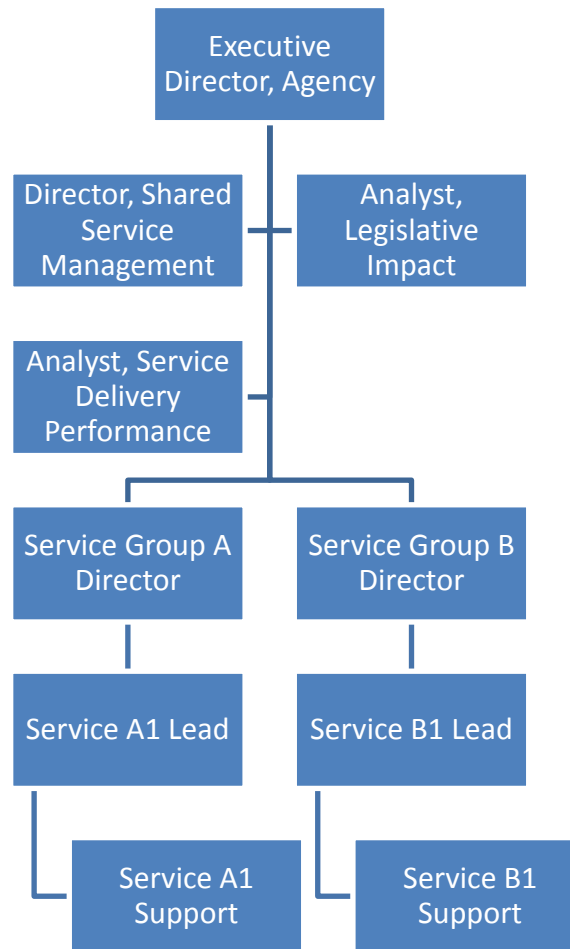 Executive
Director, Agency
Director, Shared
Service
Management
Analyst,
Legislative
Impact
Analyst, Service
Delivery
Performance
Service Group A
Director
Service Group B
Director
Service A1 Lead
Service B1 Lead
Service A1
Support
Service B1
Support